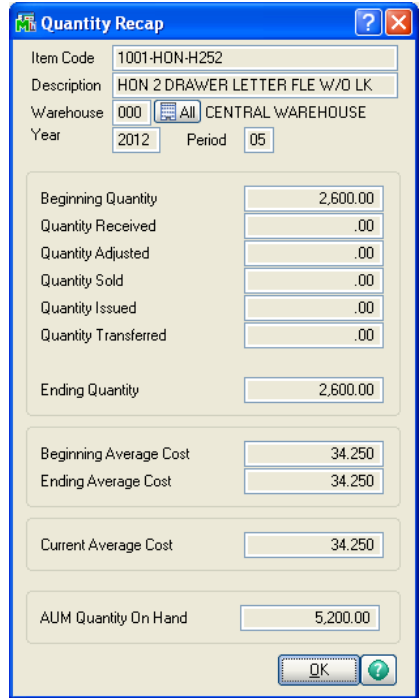 Quantity Recap
Item Code 1001-HON-H252
Description HON 2 DRAWER LETTER FLE W/O LK
Warehouse 000 All CENTRAL WAREHOUSE
Year 2012 Period 05
Beginning Quantity 2,600.00
Quantity Received .00
Quantity Adjusted .00
Quantity Sold .00
Quantity Issued .00
Quantity Transferred .00
Ending Quantity 2,600.00
Beginning Average Cost 34.250
Ending Average Cost 34.250
Current Average Cost 34.250
AUM Quantity On Hand 5,200.00
OK